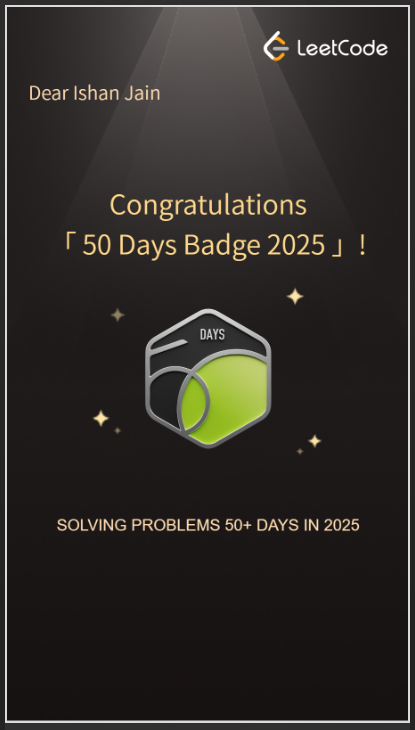 LeetCode
Dear Ishan Jain
Congratulations
「 50 Days Badge 2025 」!
DAYS
SOLVING PROBLEMS 50+ DAYS IN 2025